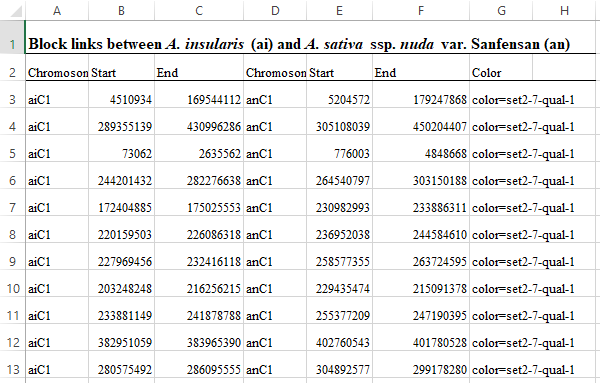 A B C D E F G H
1 Block links between A. insularis (ai) and A. sativa ssp. nuda var. Sanfensan (an)
2 Chromoson Start End Chromoson Start End Color
3 aiC1 4510934 169544112 anC1 5204572 179247868 color=set2-7-qual-1
4 aiC1 289355139 430996286 anC1 305108039 450204407 color=set2-7-qual-1
5 aiC1 73062 2635562 anC1 776003 4848668 color=set2-7-qual-1
6 aiC1 244201432 282276638 anC1 264540797 303150188 color=set2-7-qual-1
7 aiC1 172404885 175025553 anC1 230982993 233886311 color=set2-7-qual-1
8 aiC1 220159503 226086318 anC1 236952038 244584610 color=set2-7-qual-1
9 aiC1 227969456 232416118 anC1 258577355 263724595 color=set2-7-qual-1
10 aiC1 203248248 216256215 anC1 229435474 215091378 color=set2-7-qual-1
11 aiC1 233881149 241878788 anC1 255377209 247190395 color=set2-7-qual-1
12 aiC1 382951059 383965390 anC1 402760543 401780528 color=set2-7-qual-1
13 aiC1 280575492 286095555 anC1 304892577 299178280 color=set2-7-qual-1